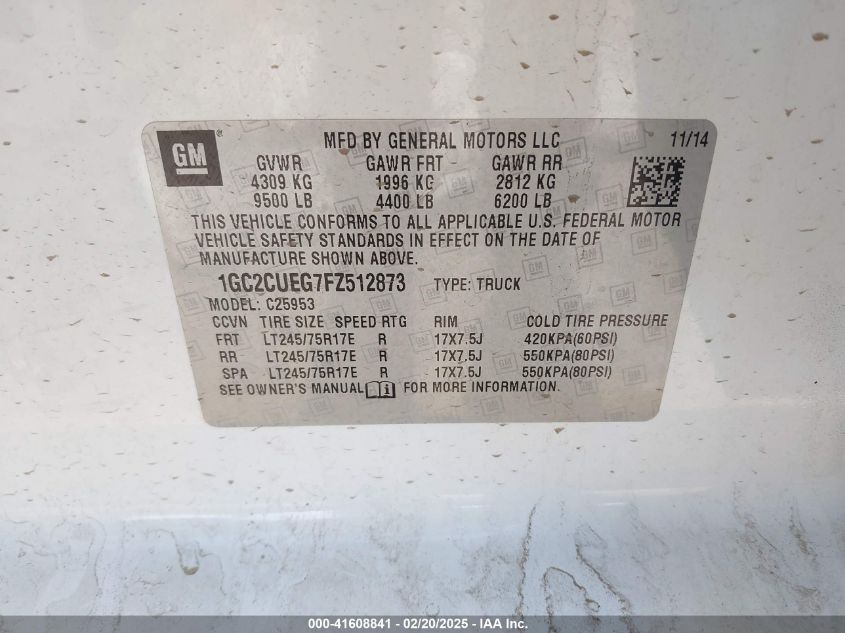 GM ®
MFD BY GENERAL MOTORS LLC 11/14
GVWR GAWR FRT GAWR RR
4309 KG 1996 KG 2812 KG
9500 LB 4400 LB 6200 LB
THIS VEHICLE CONFORMS TO ALL APPLICABLE U.S. FEDERAL MOTOR
VEHICLE SAFETY STANDARDS IN EFFECT ON THE DATE OF
MANUFACTURE SHOWN ABOVE.
1GC2CUEG7FZ512873 TYPE: TRUCK
MODEL: C25953
CCVN TIRE SIZE SPEED RTG RIM COLD TIRE PRESSURE
FRT LT245/75R17E R 17X7.5J 420KPA(60PSI)
RR LT245/75R17E R 17X7.5J 550KPA(80PSI)
SPA LT245/75R17E R 17X7.5J 550KPA(80PSI)
SEE OWNER'S MANUAL i FOR MORE INFORMATION.
000-41608841 - 02/20/2025 - IAA Inc.